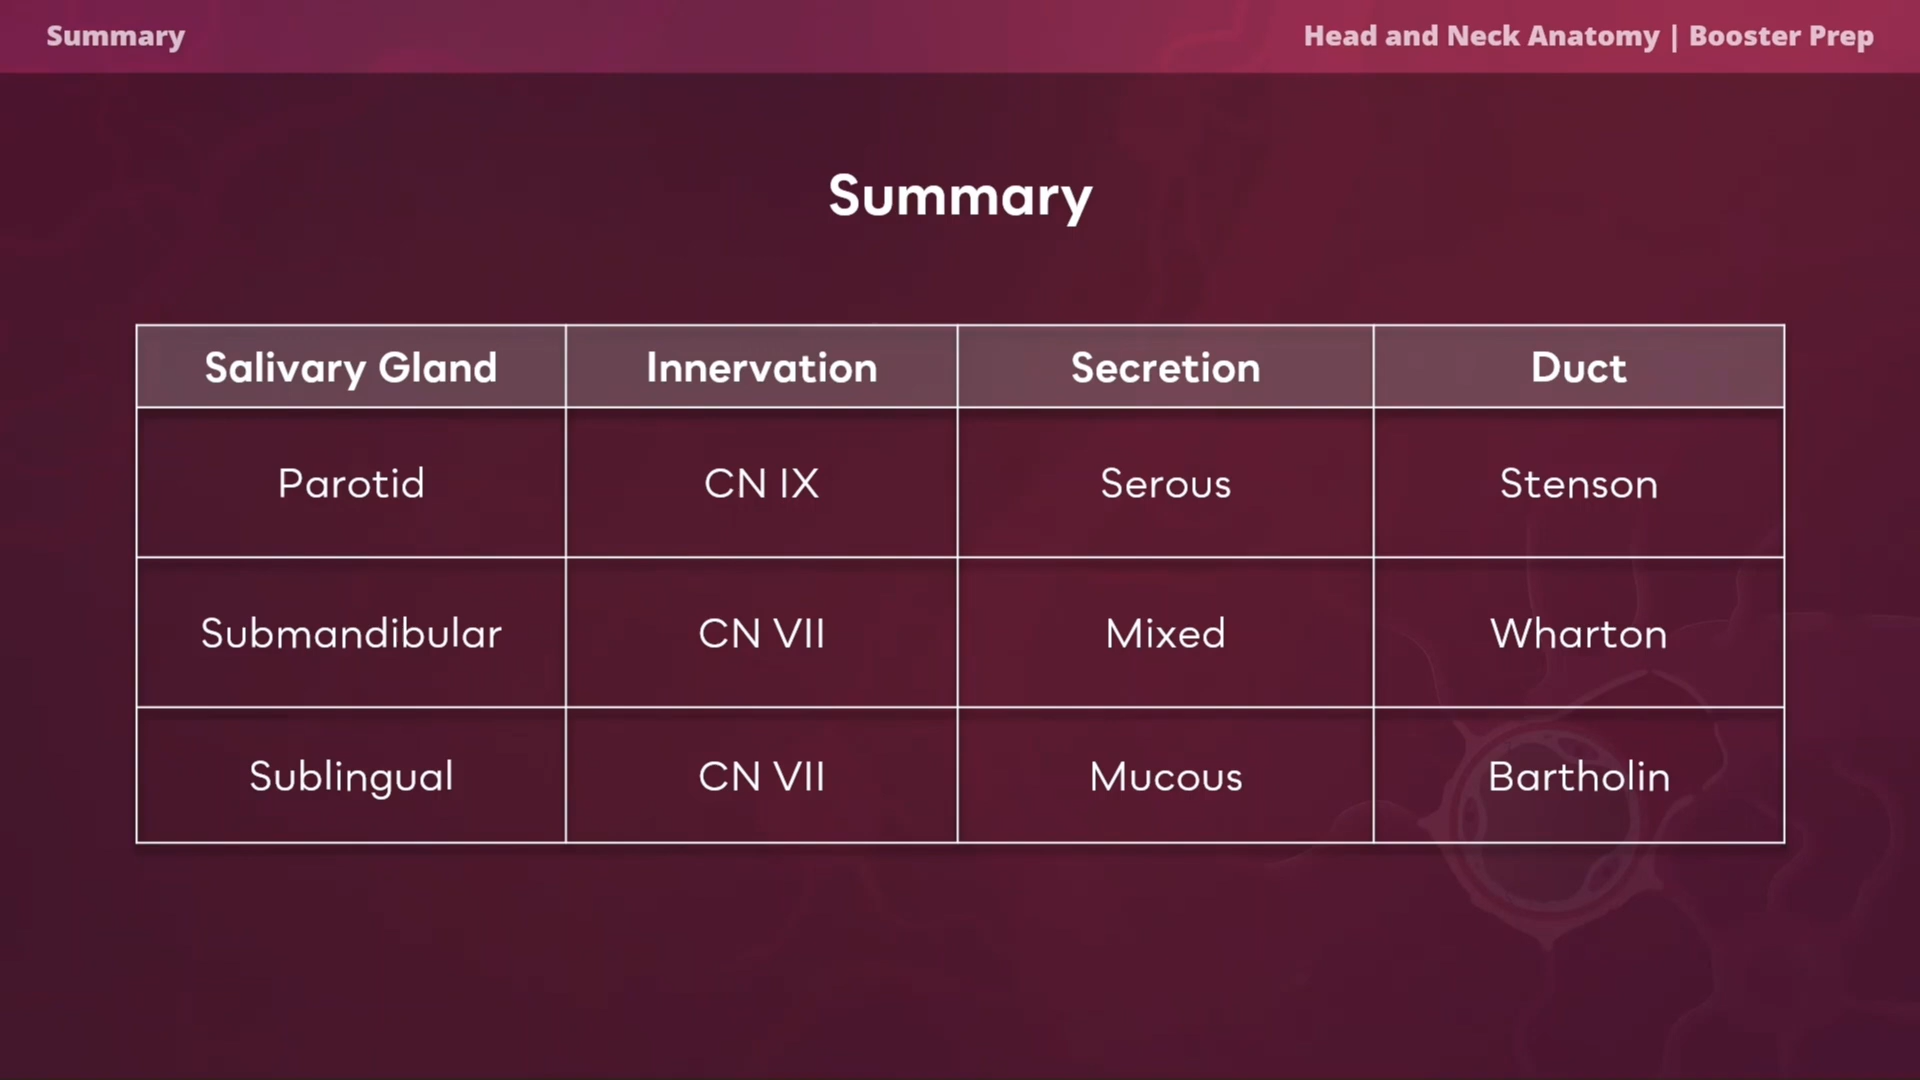 Summary
Head and Neck Anatomy | Booster Prep
Summary
Salivary Gland Innervation Secretion Duct
Parotid CN IX Serous Stenson
Submandibular CN VII Mixed Wharton
Sublingual CN VII Mucous Bartholin